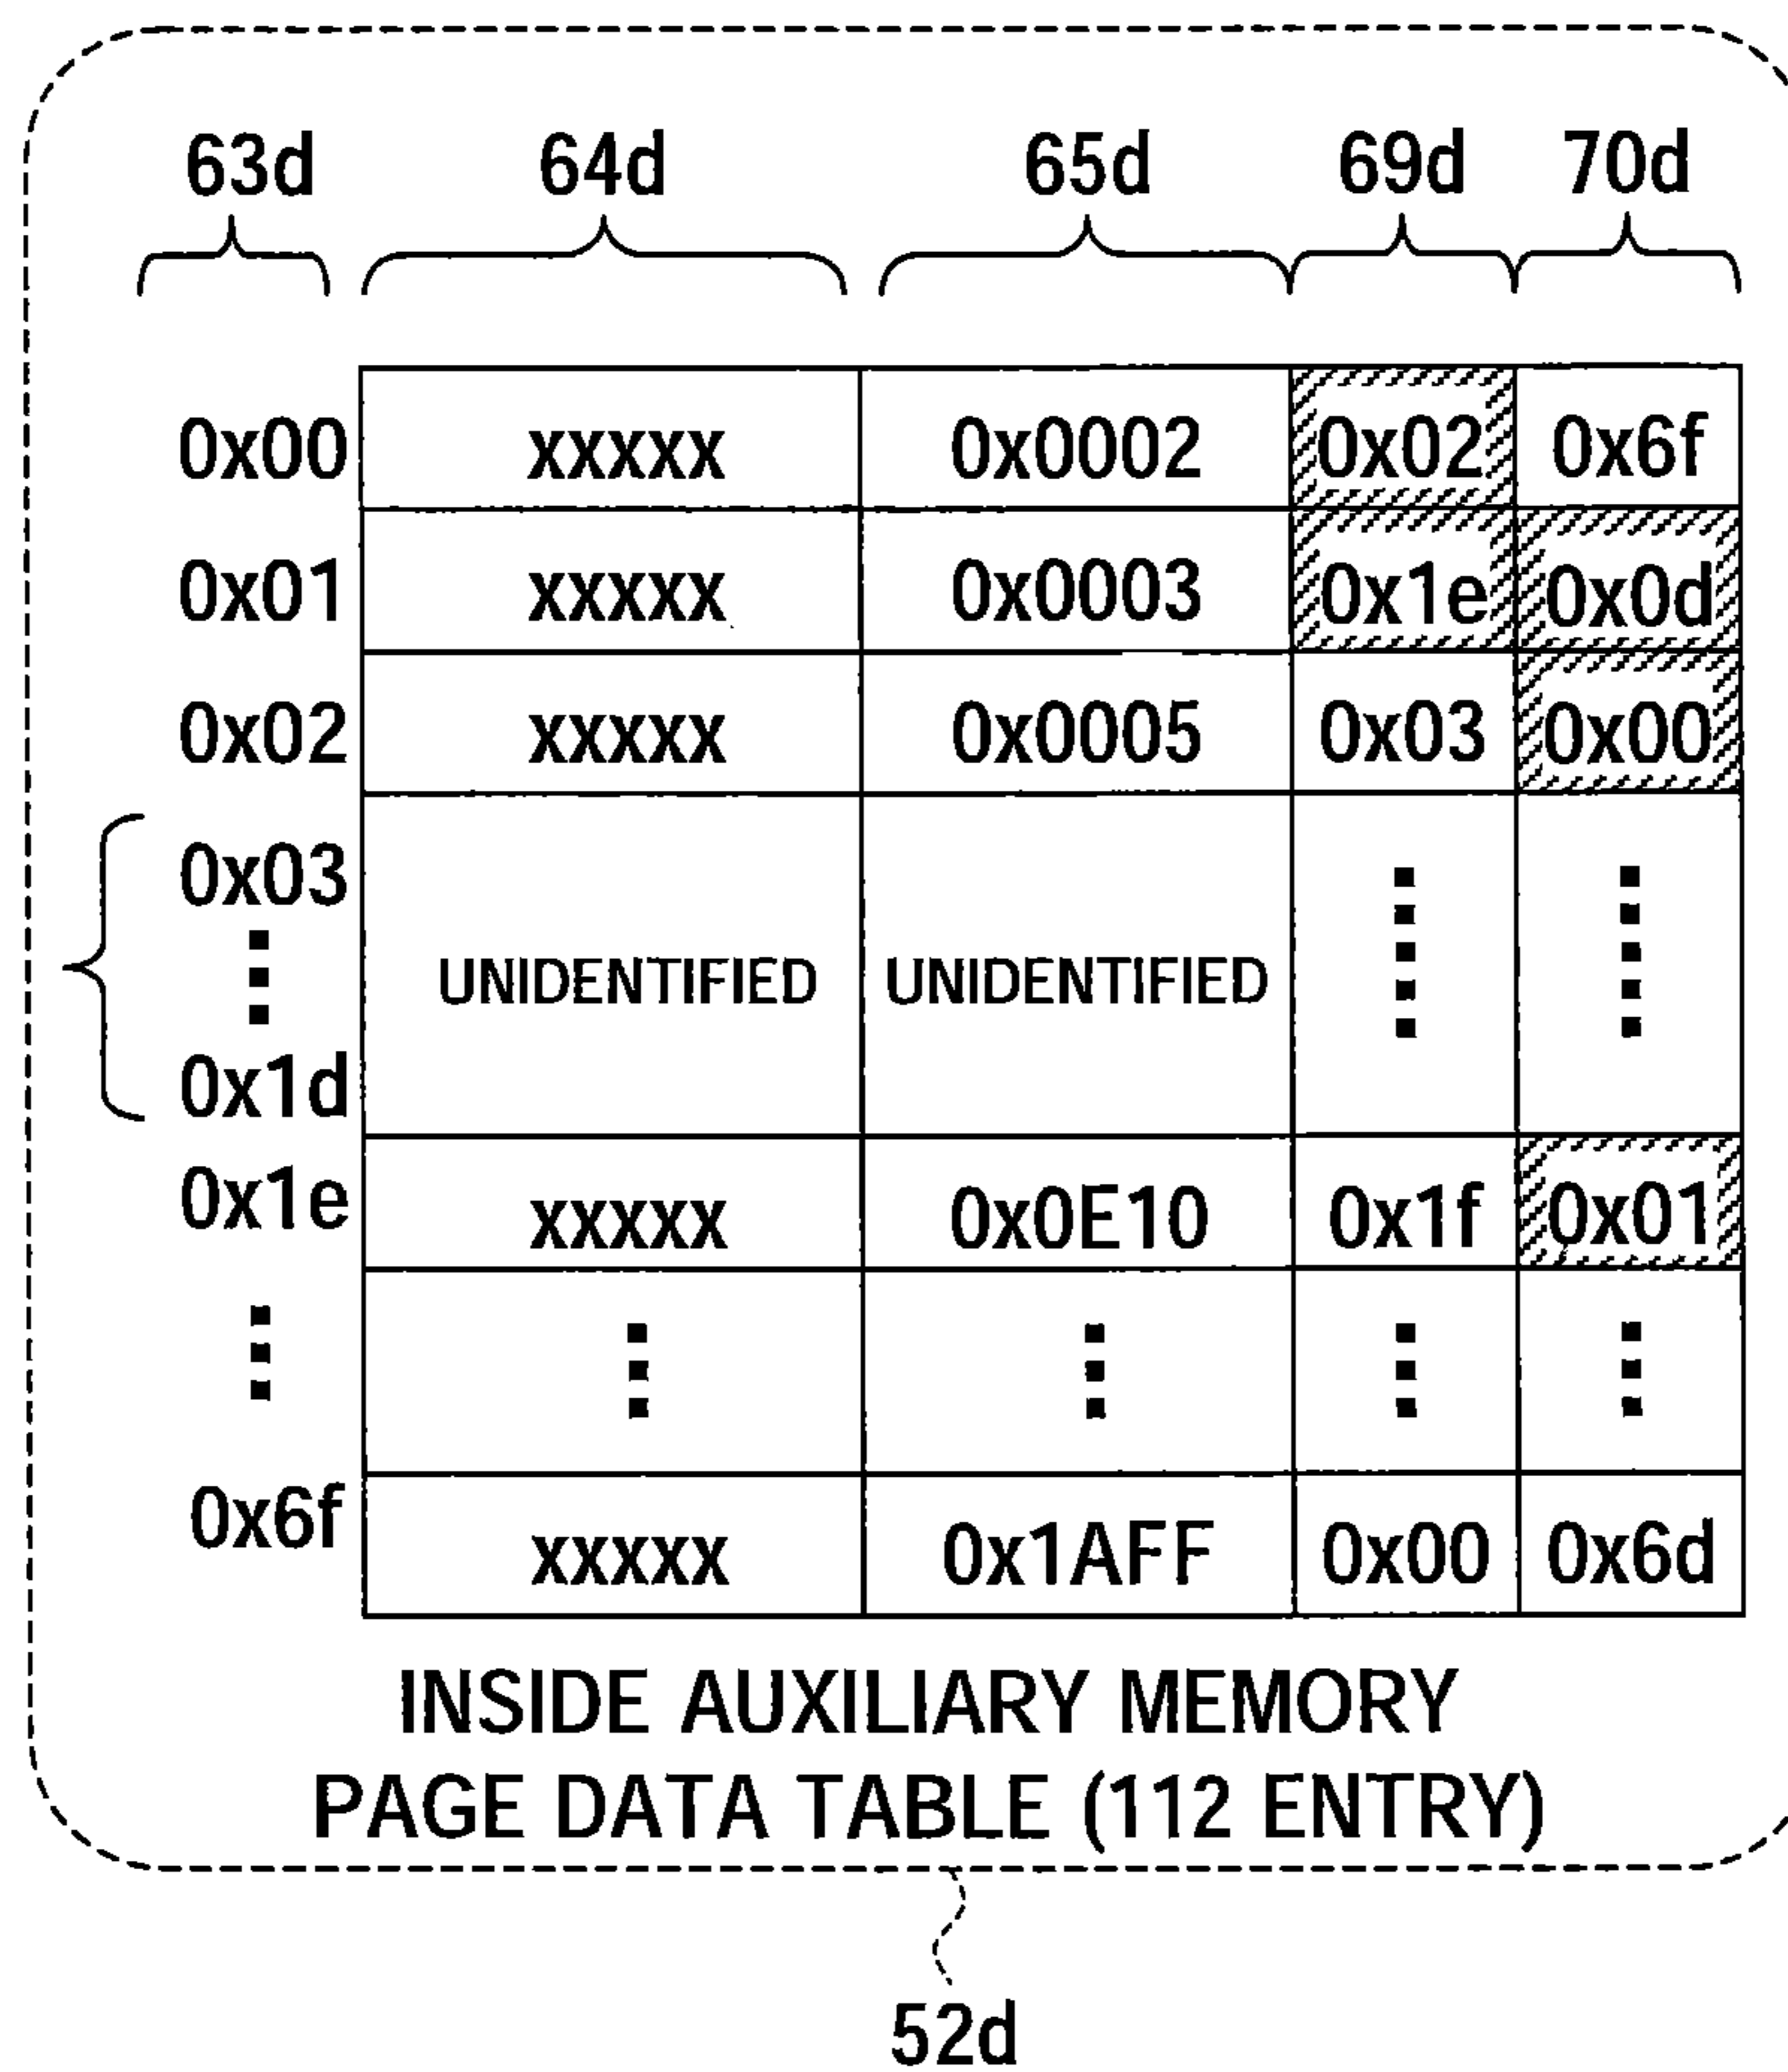 63d 64d 65d 69d 70d
0x00 xxxxx 0x0002 0x02 0x6f
0x01 xxxxx 0x0003 0x1e 0x0d
0x02 xxxxx 0x0005 0x03 0x00
0x03
UNIDENTIFIED UNIDENTIFIED
0x1d
0x1e xxxxx 0x0E10 0x1f 0x01
0x6f xxxxx 0x1AFF 0x00 0x6d
INSIDE AUXILIARY MEMORY
PAGE DATA TABLE (112 ENTRY)
52d